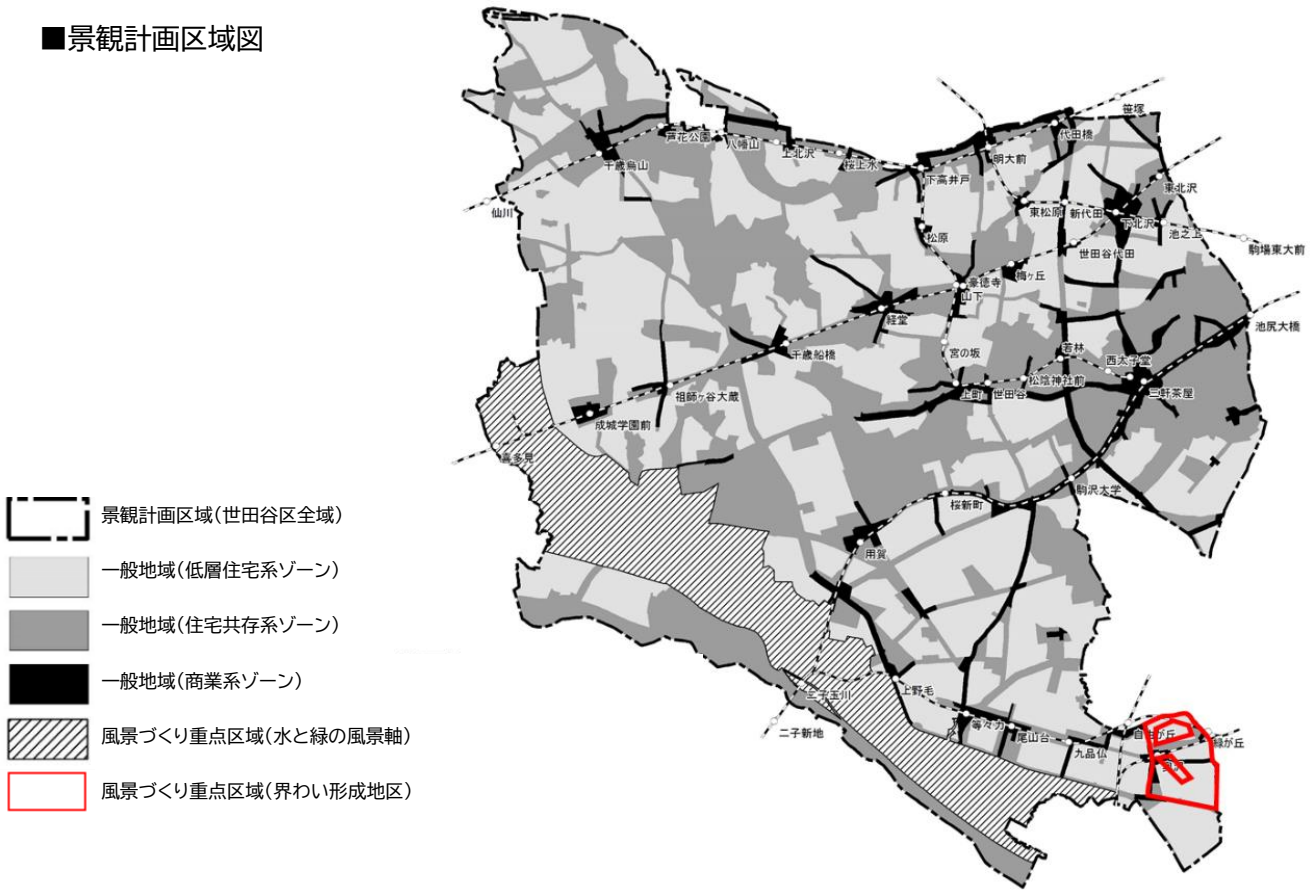 ■景観計画区域図
笹塚
代田橋
明大前
芦花公園
八幡山
上北沢
桜上水
下高井戸
千歳烏山
東北沢
仙川
東松原
新代田
下北沢
池之上
松原
世田谷代田
駒場東大前
梅ヶ丘
豪徳寺
山下
経堂
池尻大橋
宮の坂
若林
千歳船橋
西太子堂
松陰神社前
上町
世田谷
三軒茶屋
祖師ヶ谷大蔵
成城学園前
喜多見
駒沢大学
桜新町
用賀
景観計画区域(世田谷区全域)
一般地域(低層住宅系ゾーン)
一般地域(住宅共存系ゾーン)
一般地域(商業系ゾーン)
風景づくり重点区域(水と緑の風景軸)
風景づくり重点区域(界わい形成地区)
上野毛
二子玉川
二子新地
等々力
尾山台
九品仏
自由が丘
緑が丘
奥沢